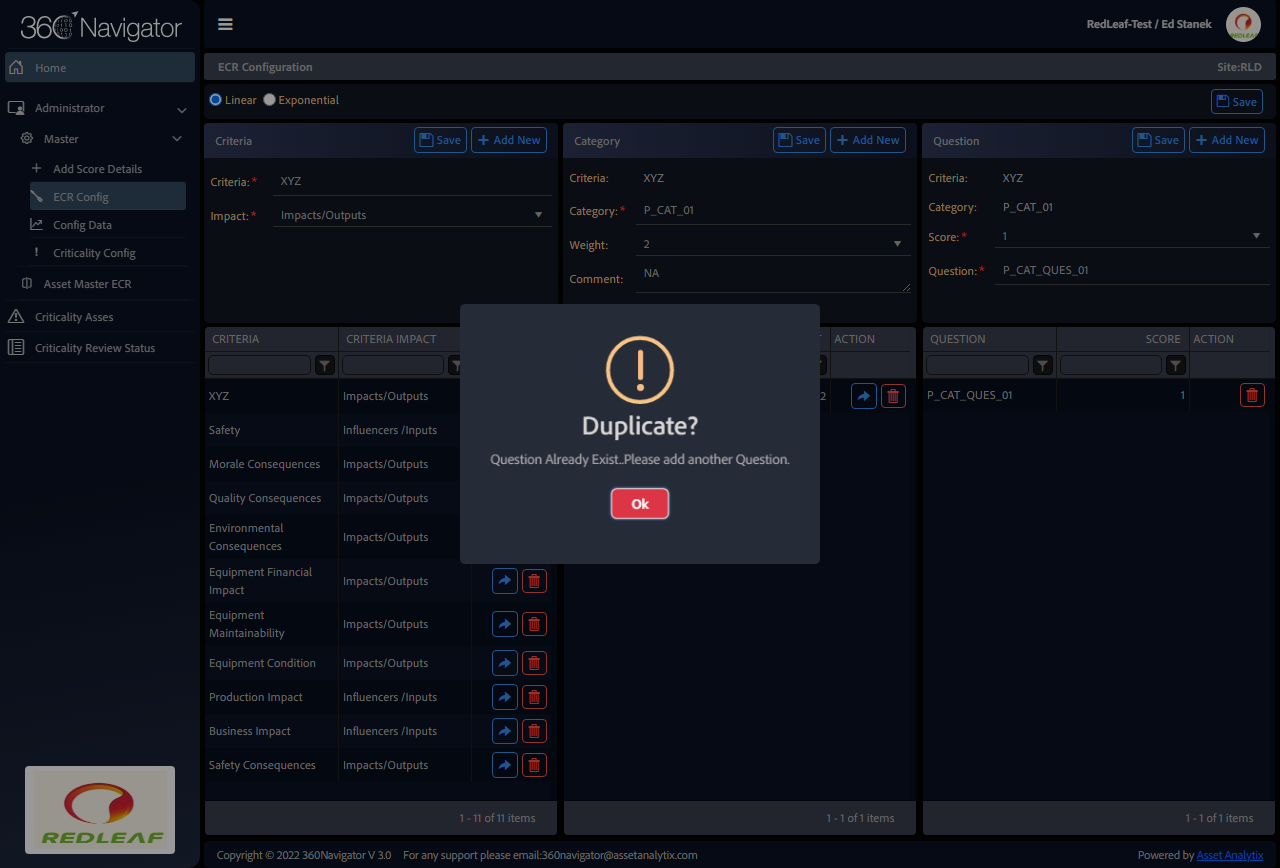 360 Navigator
RedLeaf-Test / Ed Stanek
REDLEAF
Home
ECR Configuration
Site:RLD
Administrator
Linear
Exponential
Save
Master
Criteria
Save
Add New
Category
Save
Add New
Question
Save
Add New
Add Score Details
ECR Config
Config Data
Criticality Config
Asset Master ECR
Criticality Asses
Criticality Review Status
Criteria:* XYZ
Impact:* Impacts/Outputs
Criteria: XYZ
Category:* P_CAT_01
Weight: 2
Comment: NA
Criteria: XYZ
Category: P_CAT_01
Score:* 1
Question:* P_CAT_QUES_01
CRITERIA CRITERIA IMPACT
XYZ Impacts/Outputs
Safety Influencers /Inputs
Morale Consequences Impacts/Outputs
Quality Consequences Impacts/Outputs
Environmental
Consequences
Impacts/Outputs
Equipment Financial
Impact
Impacts/Outputs
Equipment
Maintainability
Impacts/Outputs
Equipment Condition Impacts/Outputs
Production Impact Influencers /Inputs
Business Impact Influencers /Inputs
Safety Consequences Impacts/Outputs
1 - 11 of 11 items
ACTION
2
1 - 1 of 1 items
QUESTION SCORE ACTION
P_CAT_QUES_01 1
1 - 1 of 1 items
!
Duplicate?
Question Already Exist..Please add another Question.
Ok
REDLEAF
Copyright © 2022 360Navigator V 3.0 For any support please email:360navigator@assetanalytix.com
Powered by Asset Analytix